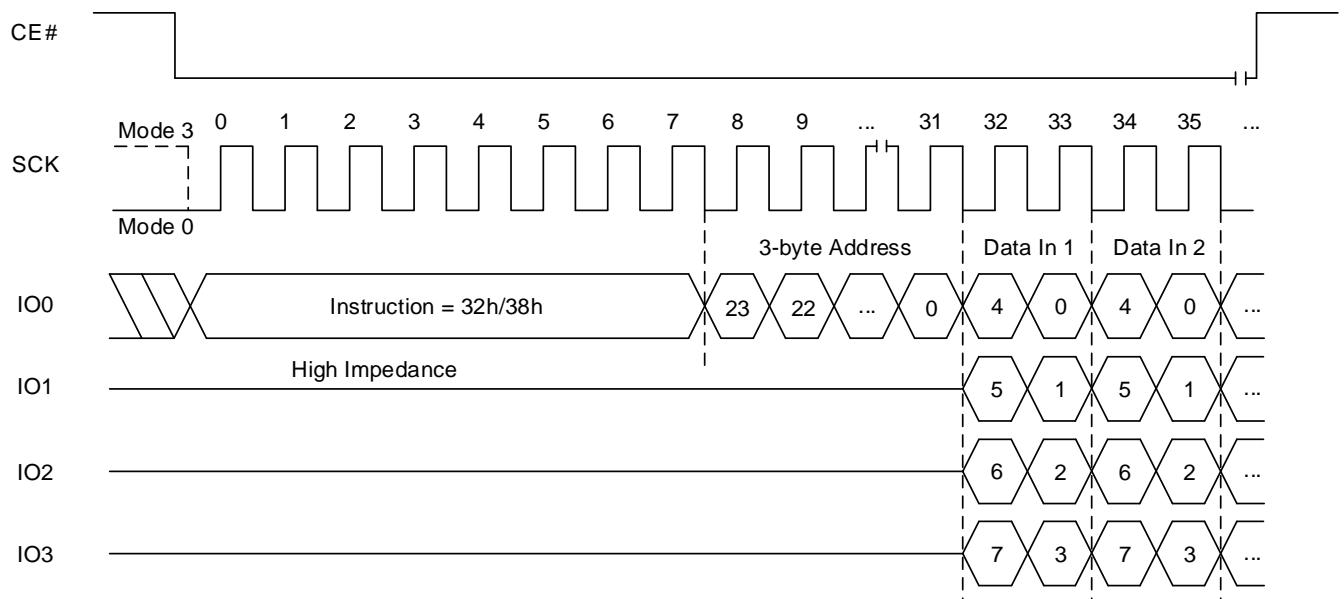 CE#
Mode 3 0 1 2 3 4 5 6 7 8 9 ... 31 32 33 34 35 ...
SCK
Mode 0
3-byte Address Data In 1 Data In 2
IO0 Instruction = 32h/38h 23 22 ... 0 4 0 4 0 ...
High Impedance
IO1 5 1 5 1 ...
IO2 6 2 6 2 ...
IO3 7 3 7 3 ...